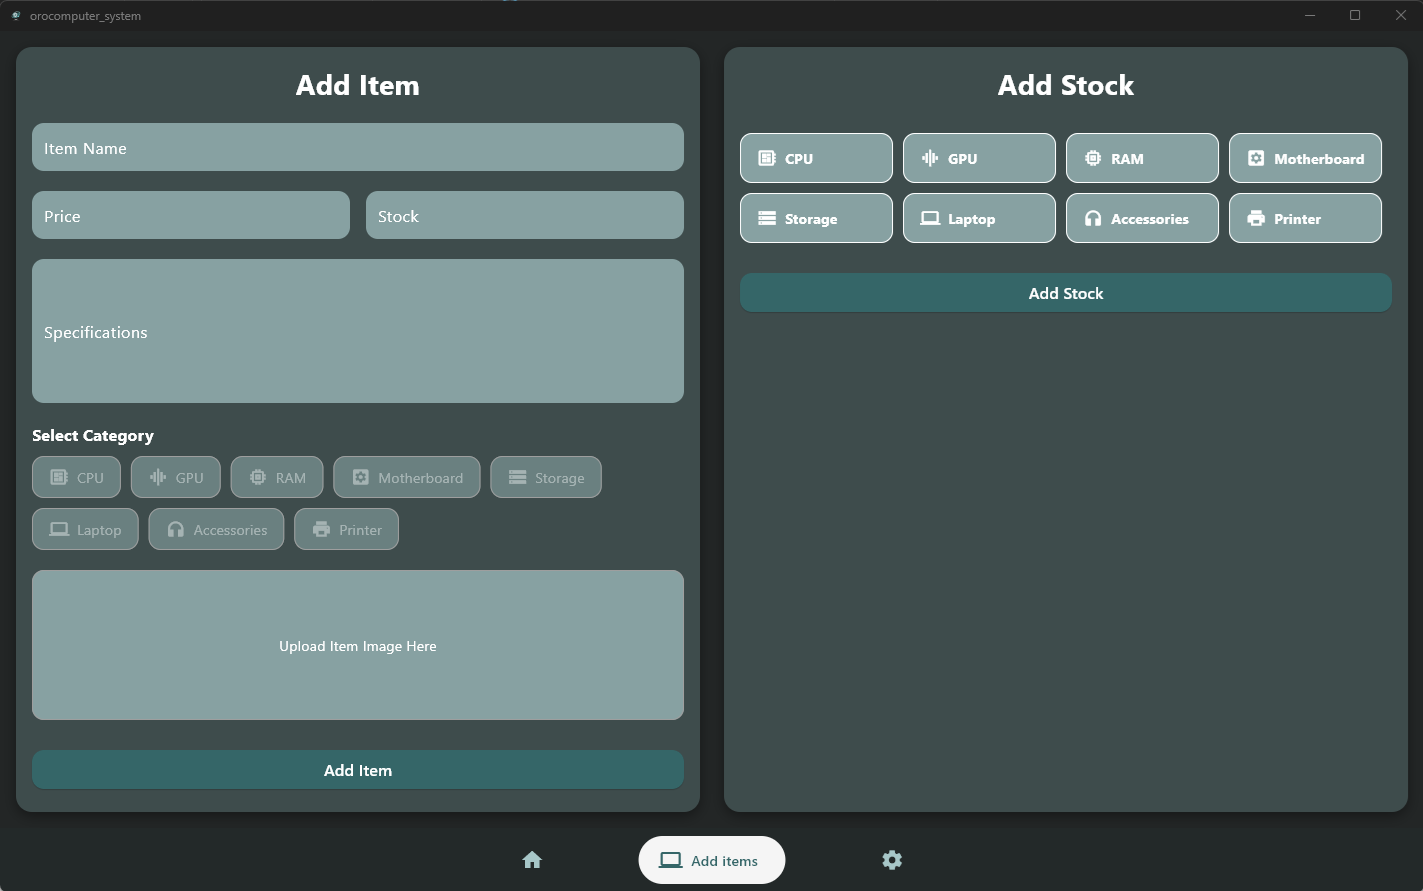 orocomputer_system
Add Item
Item Name
Price Stock
Specifications
Select Category
CPU GPU RAM Motherboard Storage
Laptop Accessories Printer
Upload Item Image Here
Add Item
Add Stock
CPU GPU RAM Motherboard
Storage Laptop Accessories Printer
Add Stock
Add items